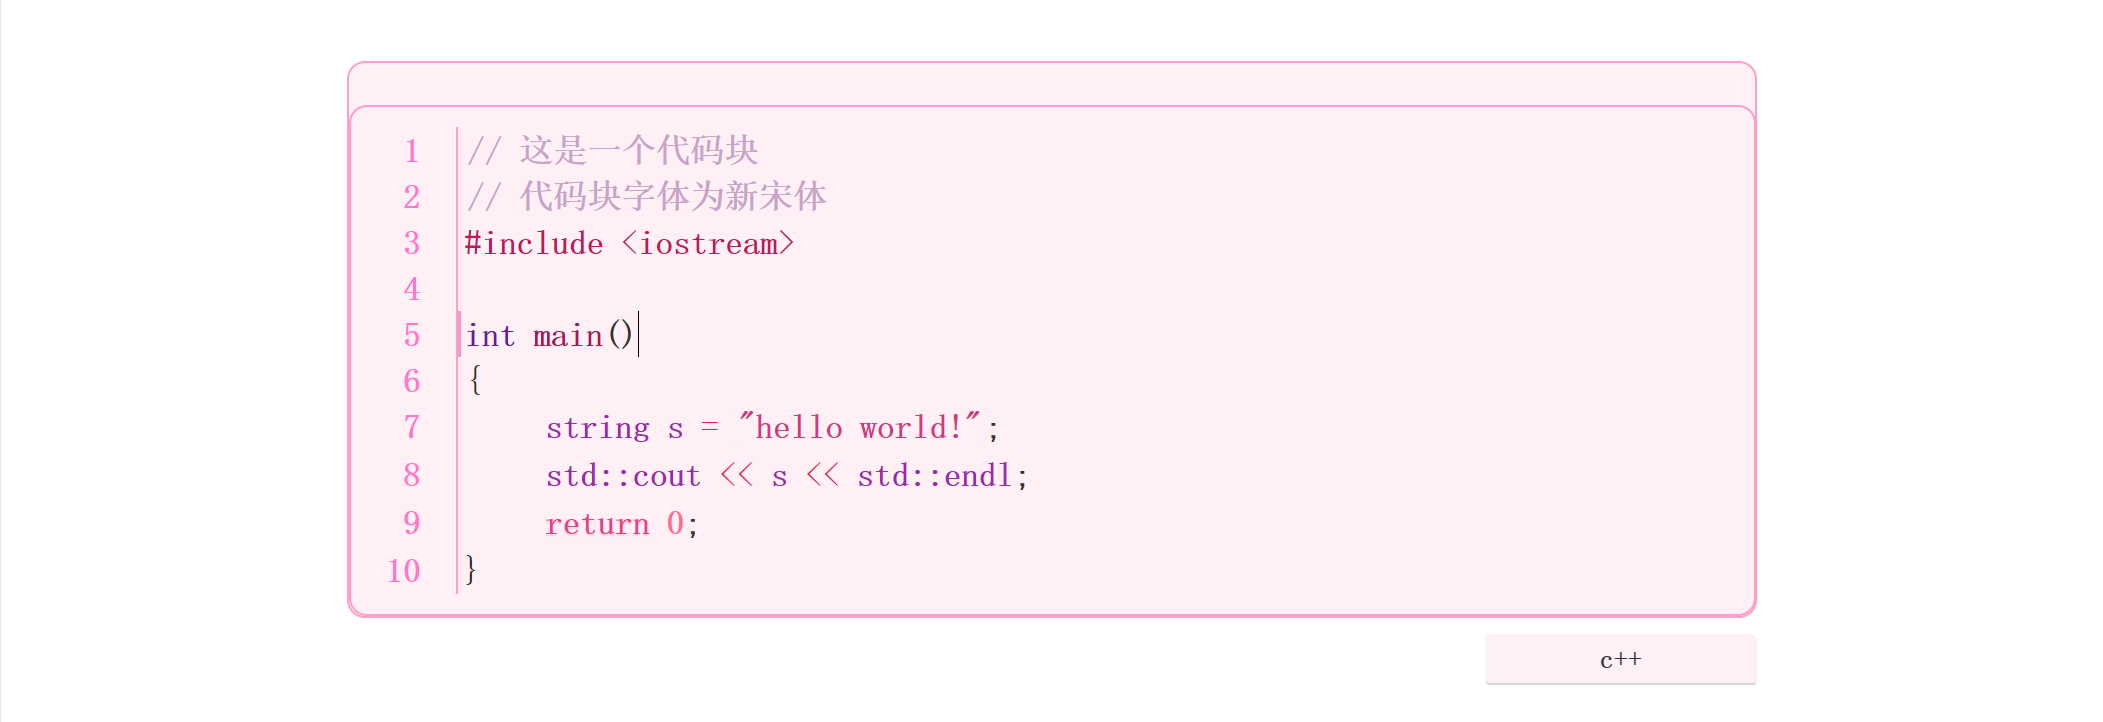 1 // 这是一个代码块
2 // 代码块字体为新宋体
3 #include <iostream>
4
5 int main()
6 {
7     string s = "hello world!";
8     std::cout << s << std::endl;
9     return 0;
10 }
c++